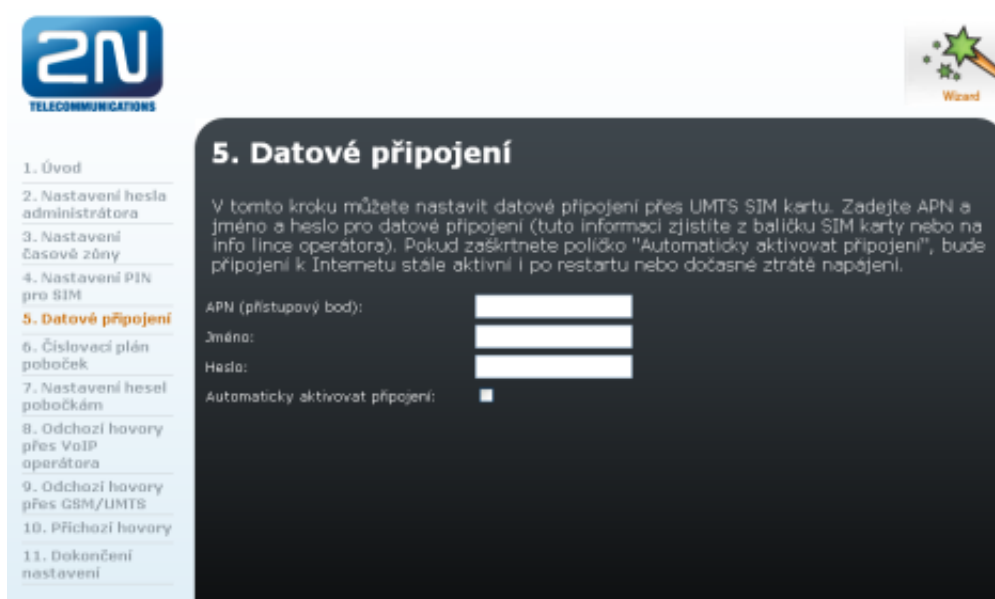 2N
TELECOMMUNICATIONS
Wizard
1. Úvod
2. Nastavení hesla
administrátora
3. Nastavení
časové zóny
4. Nastavení PIN
pro SIM
5. Datové připojení
6. Číslovací plán
poboček
7. Nastavení hesel
pobočkám
8. Odchozí hovory
přes VoIP
operátora
9. Odchozí hovory
přes GSM/UMTS
10. Příchozí hovory
11. Dokončení
nastavení
5. Datové připojení
V tomto kroku můžete nastavit datové připojení přes UMTS SIM kartu. Zadejte APN a
jméno a heslo pro datové připojení (tuto informaci zjistíte z balíčku SIM karty nebo na
info lince operátora). Pokud zaškrtnete políčko "Automaticky aktivovat připojení", bude
připojení k Internetu stále aktivní i po restartu nebo dočasné ztrátě napájení.
APN (přístupový bod):
Jméno:
Heslo:
Automaticky aktivovat připojení: